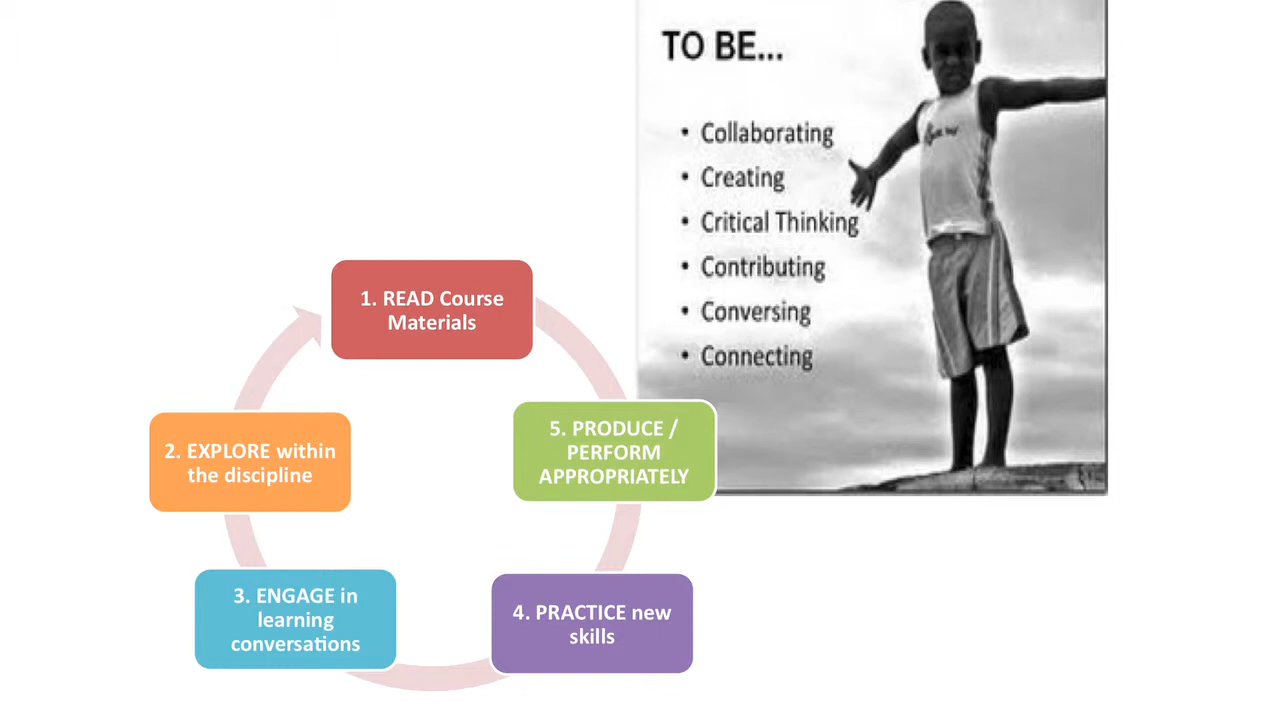 TO BE...
• Collaborating
• Creating
• Critical Thinking
• Contributing
• Conversing
• Connecting
1. READ Course
Materials
2. EXPLORE within
the discipline
3. ENGAGE in
learning
conversations
4. PRACTICE new
skills
5. PRODUCE /
PERFORM
APPROPRIATELY